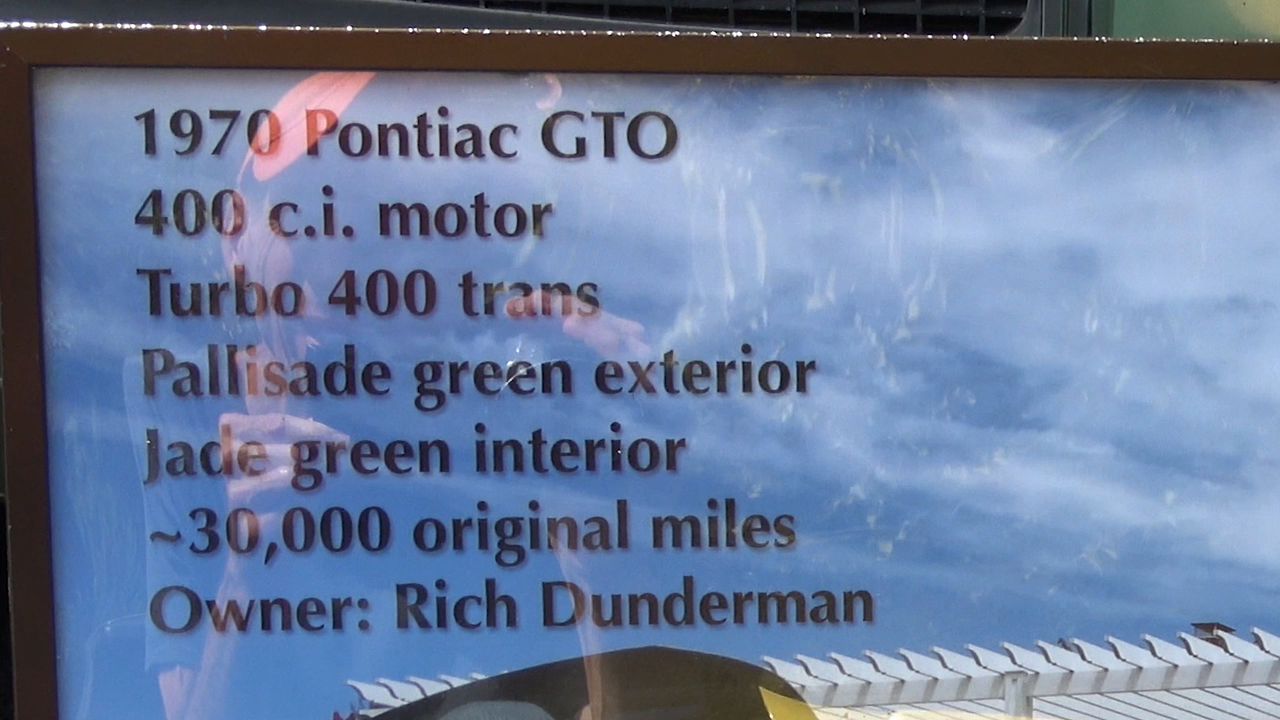 1970 Pontiac GTO
400 c.i. motor
Turbo 400 trans
Pallisade green exterior
Jade green interior
~30,000 original miles
Owner: Rich Dunderman